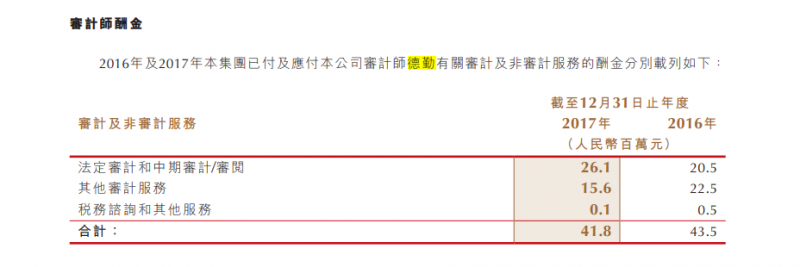 審計師酬金
2016年及2017年本集團已付及應付本公司審計師德勤有關審計及非審計服務的酬金分別載列如下：
截至12月31日止年度
審計及非審計服務 2017年 2016年
（人民幣百萬元）
法定審計和中期審計/審閱 26.1 20.5
其他審計服務 15.6 22.5
税務諮詢和其他服務 0.1 0.5
合計： 41.8 43.5